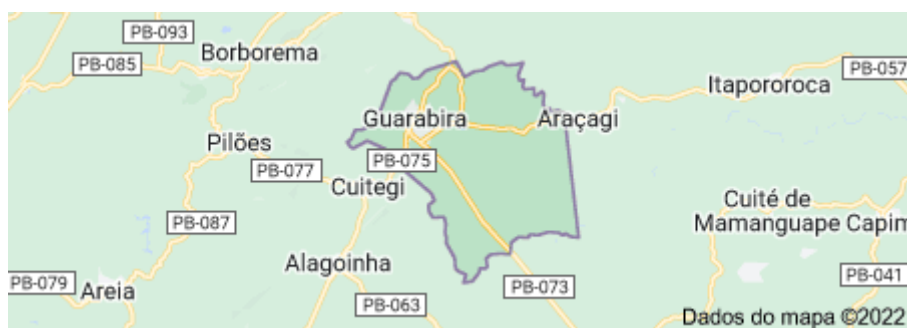 PB-093
Borborema
PB-085
PB-057
Itapororoca
Guarabira
Araçagi
Pilões
PB-075
PB-077
Cuitegi
Cuité de
Mamanguape
Capim
PB-087
Alagoinha
PB-079
Areia
PB-063
PB-073
PB-041
Dados do mapa ©2022